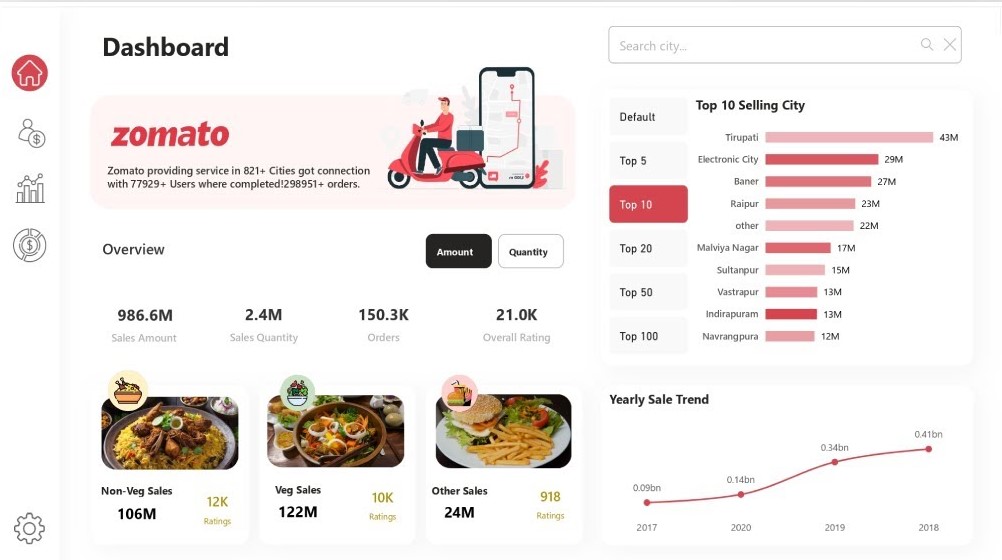 Dashboard
Search city...
zomato
Zomato providing service in 821+ Cities got connection
with 77929+ Users where completed!298951+ orders.
Overview
Amount
Quantity
986.6M
Sales Amount
2.4M
Sales Quantity
150.3K
Orders
21.0K
Overall Rating
Non-Veg Sales
106M
12K
Ratings
Veg Sales
122M
10K
Ratings
Other Sales
24M
918
Ratings
Default
Top 5
Top 10
Top 20
Top 50
Top 100
Top 10 Selling City
Tirupati 43M
Electronic City 29M
Baner 27M
Raipur 23M
other 22M
Malviya Nagar 17M
Sultanpur 15M
Vastrapur 13M
Indirapuram 13M
Navrangpura 12M
Yearly Sale Trend
0.09bn 0.14bn 0.34bn 0.41bn
2017 2020 2019 2018